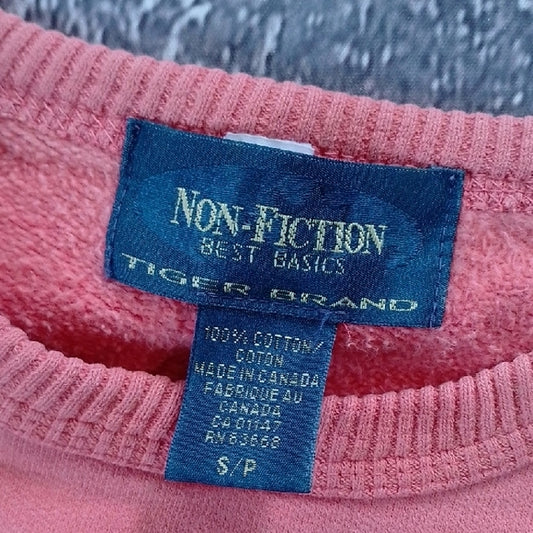 NON-FICTION
BEST BASICS
TIGER BRAND
100% COTTON/
COTON
MADE IN CANADA
FABRIQUE AU
CANADA
CA 01147
RN 63668
S/P